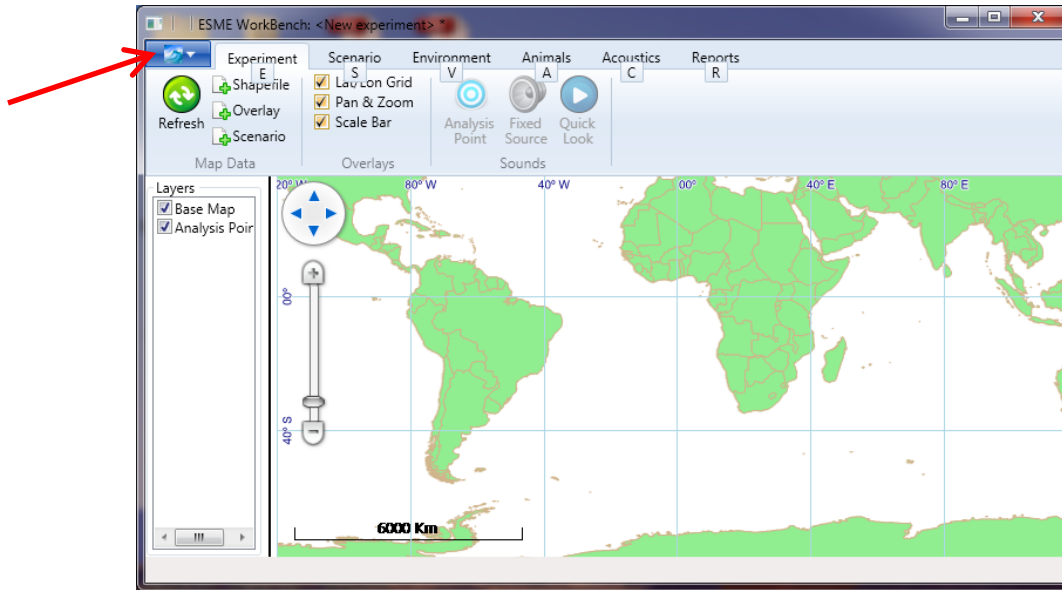 ESME WorkBench: <New experiment> *
Experiment Scenario Environment Animals Acoustics Reports
E S V A C R
Refresh
Shapefile
Overlay
Scenario
Map Data
Lat/Lon Grid
Pan & Zoom
Scale Bar
Overlays
Analysis Point
Fixed Source
Quick Look
Sounds
Layers
Base Map
Analysis Poin
20° W 80° W 40° W 00° 40° E 80° E
00°
40° S
6000 Km